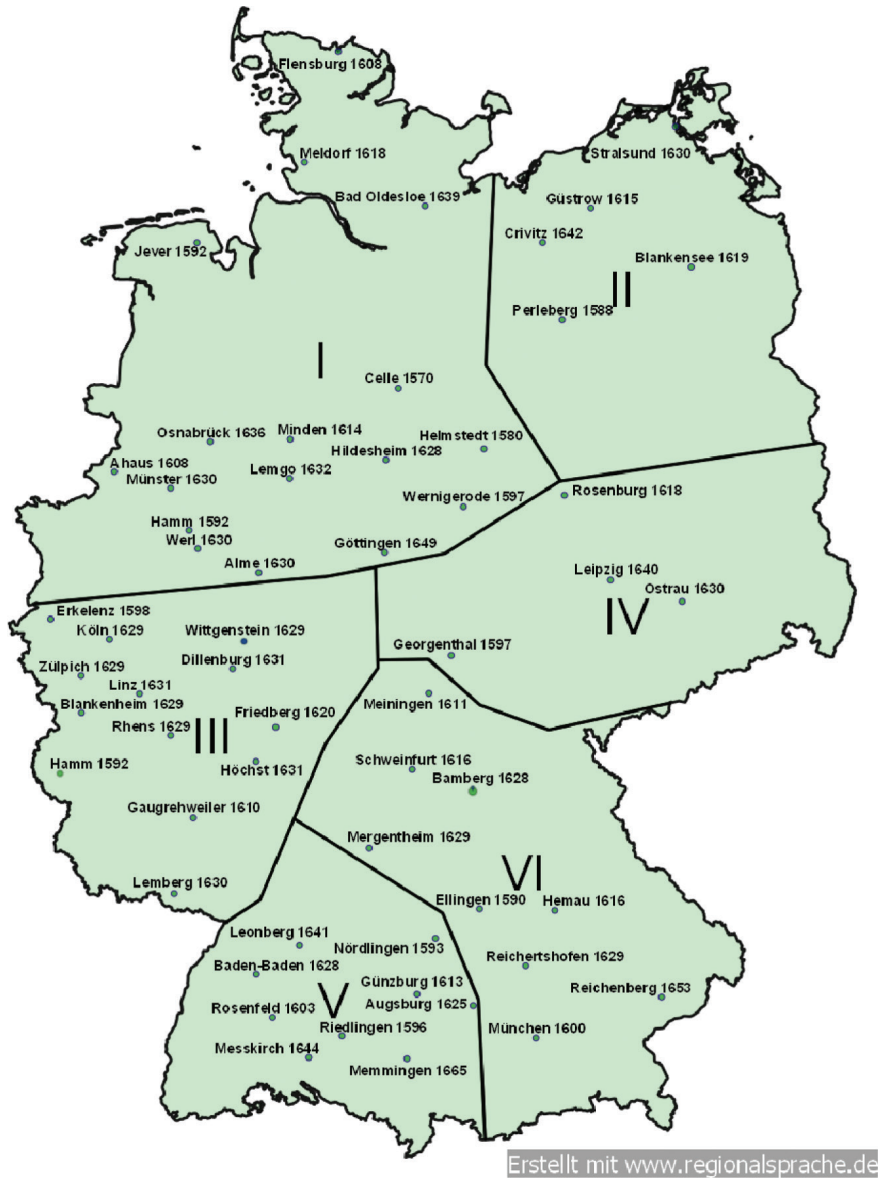 Flensburg 1608
Meldorf 1618
Stralsund 1630
Bad Oldesloe 1639
Güstrow 1615
Crivitz 1642
Jever 1592
Blankensee 1619
II
Perleberg 1588
I
Celle 1570
Osnabrück 1636
Minden 1614
Helmstedt 1580
Hildesheim 1628
Ahaus 1608
Münster 1630
Lemgo 1632
Wernigerode 1597
Rosenburg 1618
Hamm 1592
Werl 1630
Göttingen 1649
Alme 1630
Leipzig 1640
Ostrau 1630
IV
Erkelenz 1598
Köln 1629
Wittgenstein 1629
Georgenthal 1597
Zülpich 1629
Dillenburg 1631
Linz 1631
Meiningen 1611
Blankenheim 1629
Friedberg 1620
Rhens 1629
III
Hamm 1592
Höchst 1631
Schweinfurt 1616
Bamberg 1628
Gaugrehweiler 1610
Mergentheim 1629
VI
Lemberg 1630
Ellingen 1590
Hemau 1616
Leonberg 1641
Nördlingen 1593
Baden-Baden 1628
Reichertshofen 1629
Günzburg 1613
V
Augsburg 1625
Reichenberg 1653
Rosenfeld 1603
Riedlingen 1596
München 1600
Messkirch 1644
Memmingen 1665
Erstellt mit www.regionalsprache.de